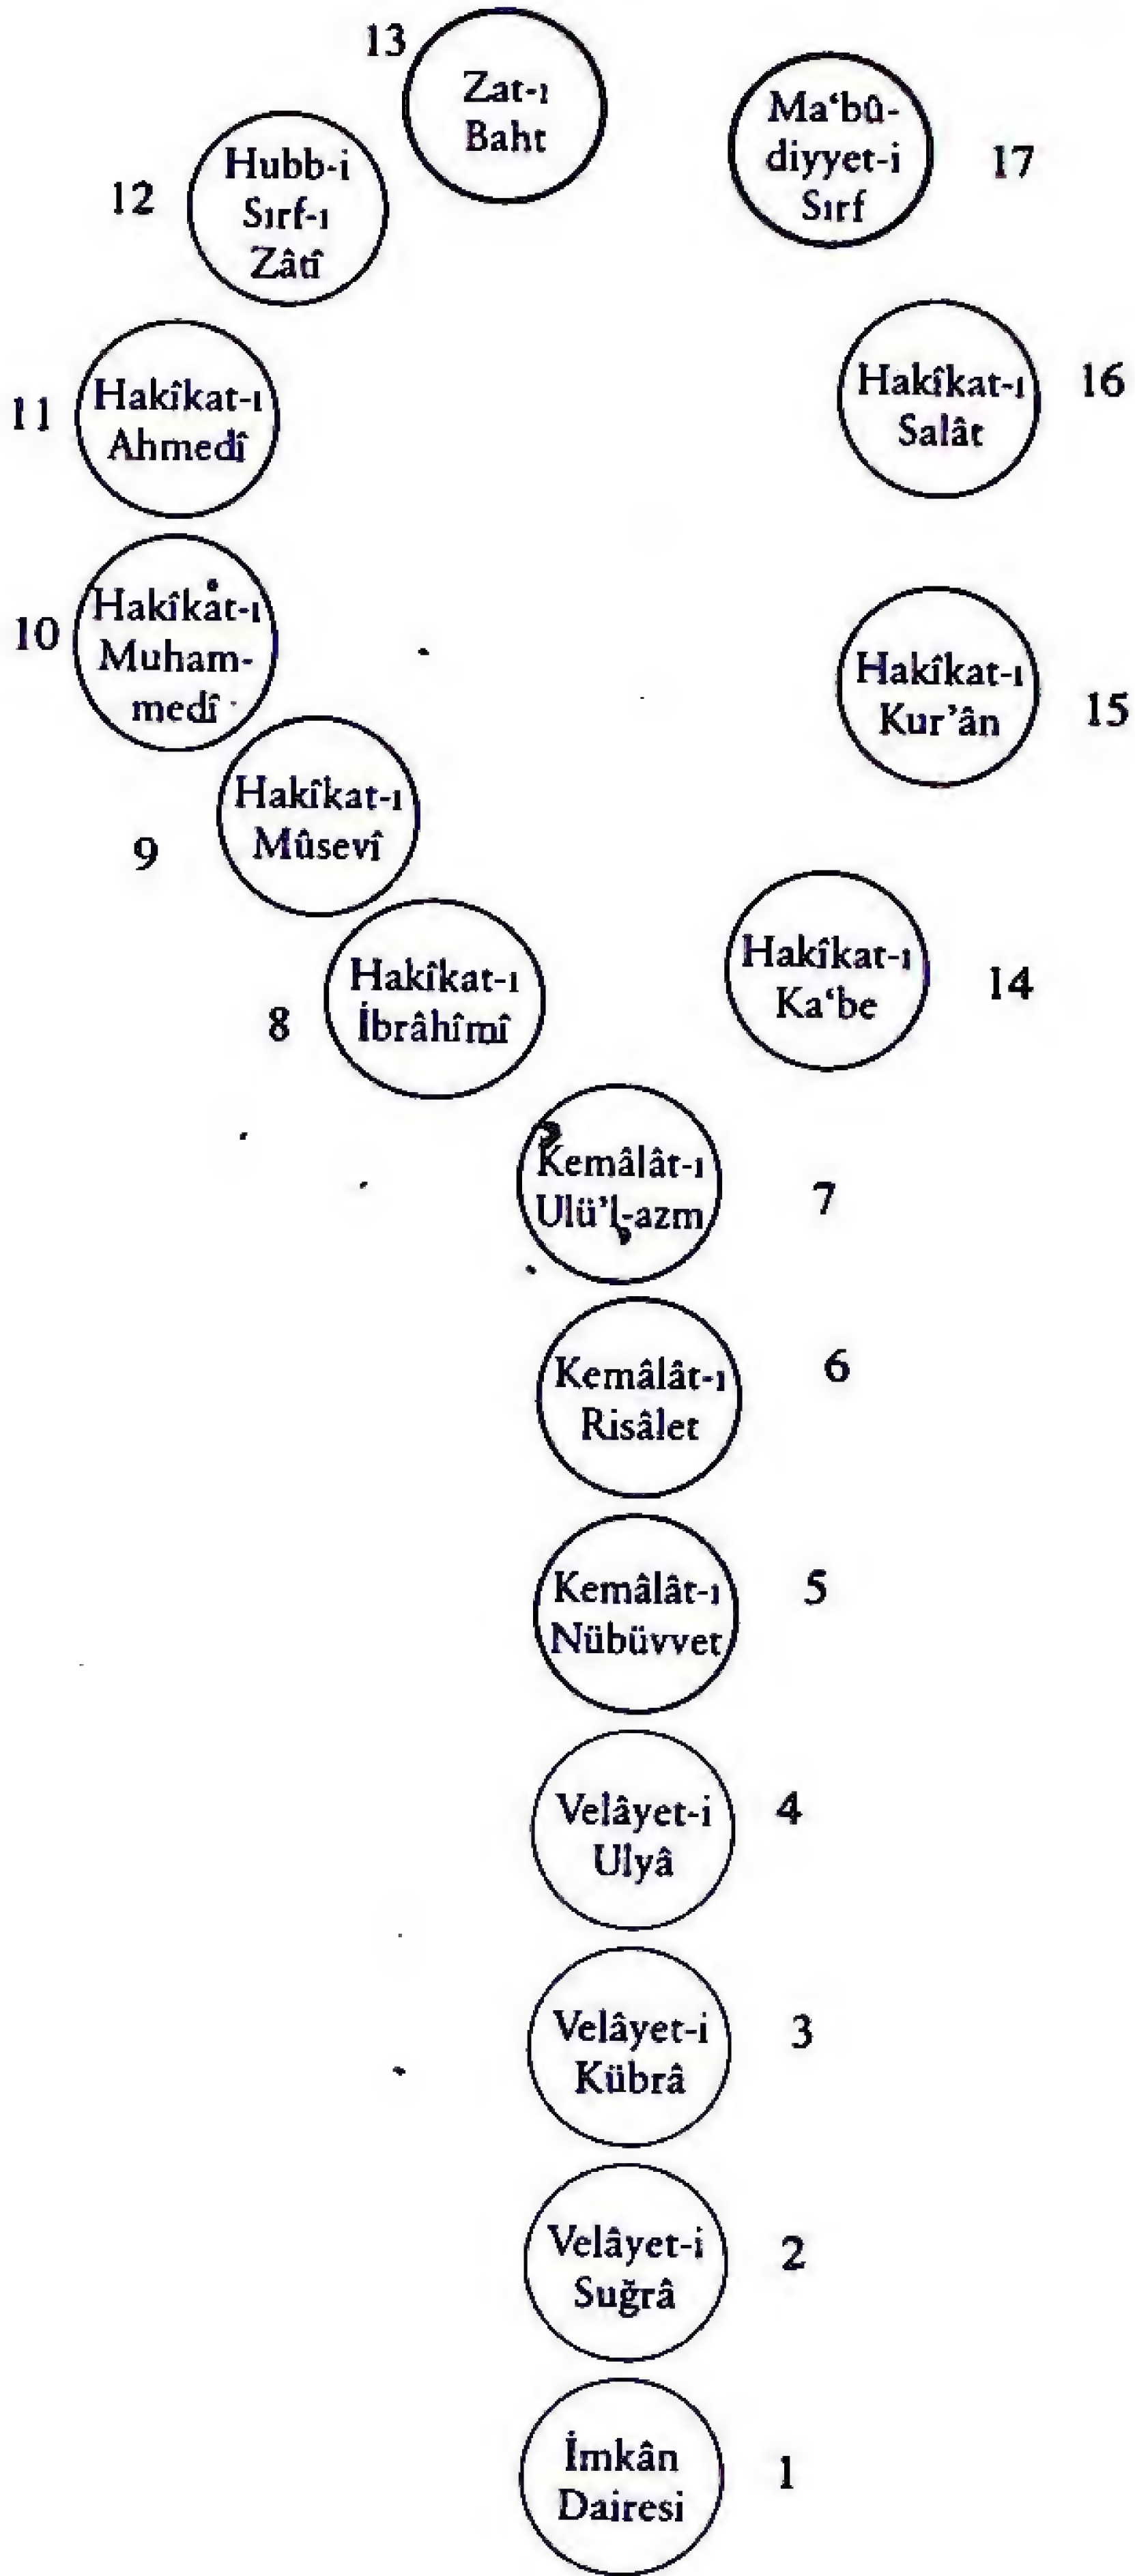 13
Zat-ı
Baht
Ma‘bû-
diyyet-i
Sırf
17
12
Hubb-i
Sırf-ı
Zâtî
11
Hakîkat-ı
Ahmedî
Hakîkat-ı
Salât
16
10
Hakîkat-ı
Muham-
medî
Hakîkat-ı
Kur’ân
15
9
Hakîkat-ı
Mûsevî
8
Hakîkat-ı
İbrâhîmî
Hakîkat-ı
Ka‘be
14
Kemâlât-ı
Ulü’l-azm
7
Kemâlât-ı
Risâlet
6
Kemâlât-ı
Nübüvvet
5
Velâyet-i
Ulyâ
4
Velâyet-i
Kübrâ
3
Velâyet-i
Suğrâ
2
İmkân
Dairesi
1